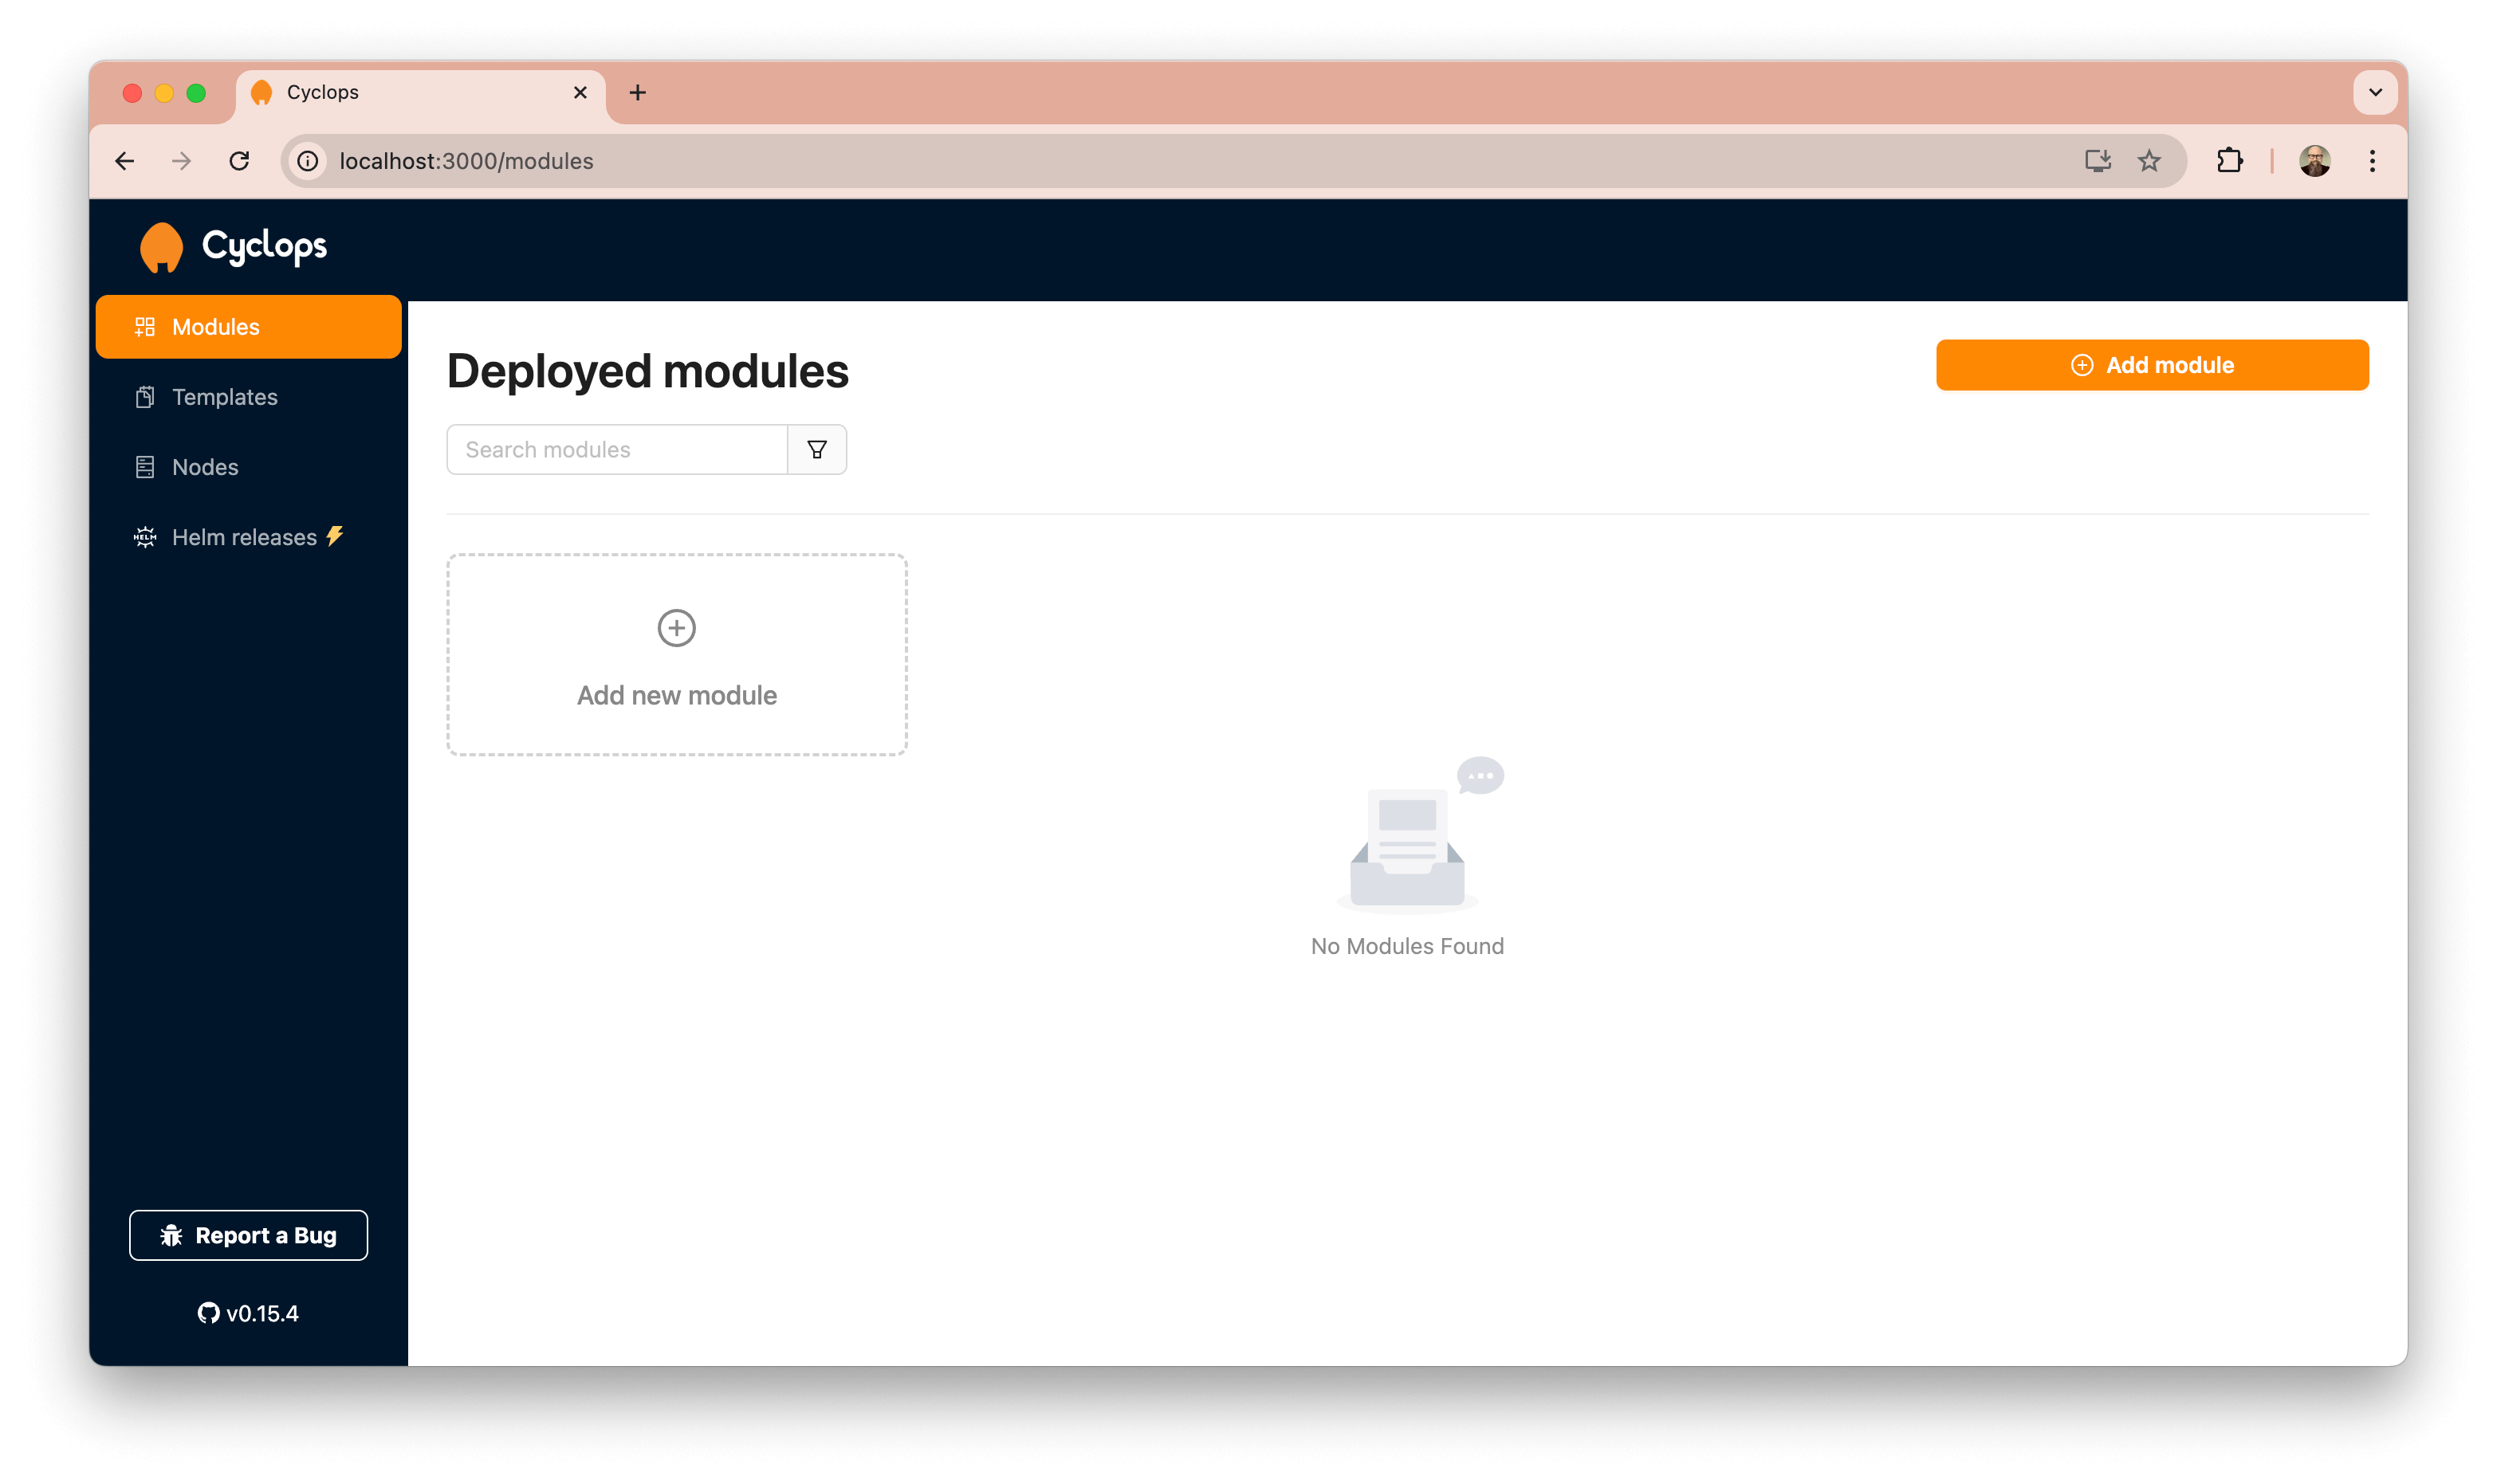 Cyclops
localhost:3000/modules
Cyclops
Modules
Templates
Nodes
HELM Helm releases
Report a Bug
v0.15.4
Deployed modules
Add module
Search modules
Add new module
No Modules Found